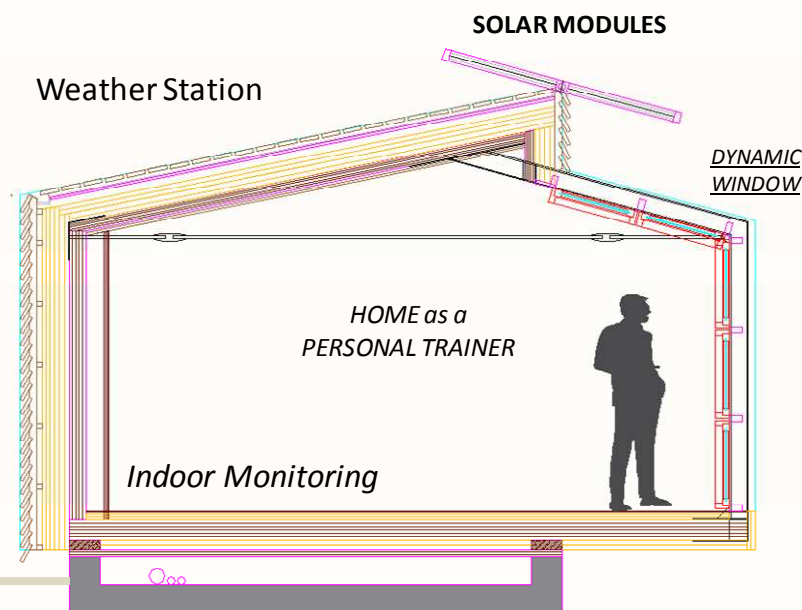 SOLAR MODULES
Weather Station
DYNAMIC
WINDOW
HOME as a
PERSONAL TRAINER
Indoor Monitoring